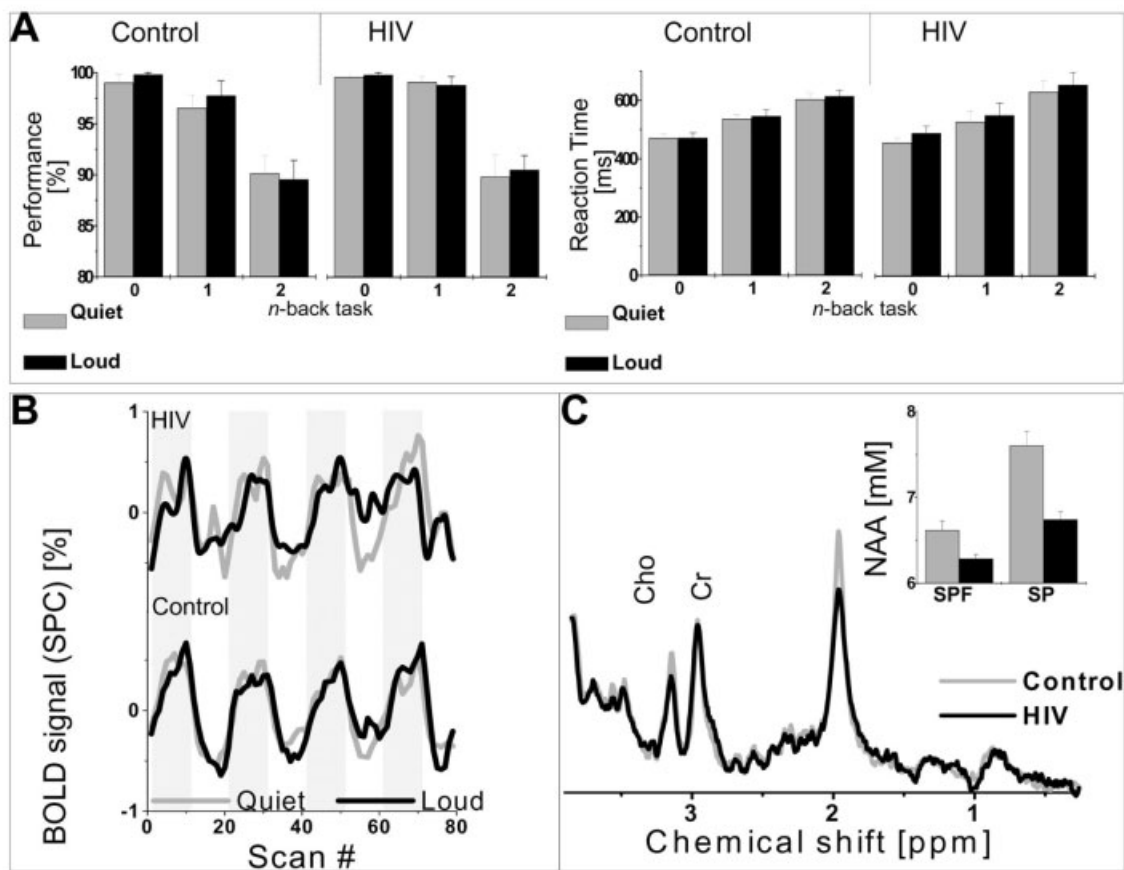 A
Control
HIV
Control
HIV
Performance
[%]
100
95
90
85
80
0
1
2
0
1
2
n-back task
Quiet
Loud
Reaction Time
[ms]
600
400
200
0
0
1
2
0
1
2
n-back task
Quiet
Loud
B
BOLD signal (SPC) [%]
1
HIV
0
Control
0
-1
Quiet
Loud
0
20
40
60
80
Scan #
C
Cho
Cr
NAA [mM]
8
7
6
SPF
SP
Control
HIV
3
2
1
Chemical shift [ppm]